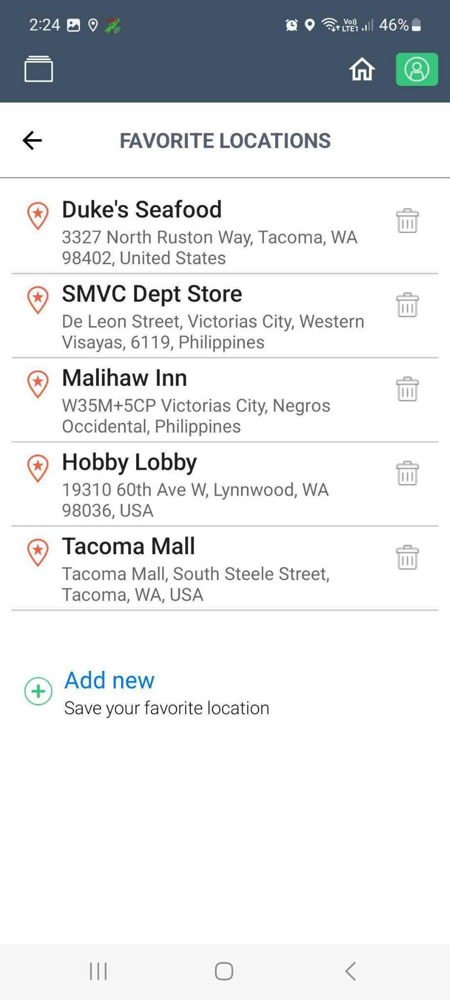 2:24
Vo))
LTE1
46%
FAVORITE LOCATIONS
Duke's Seafood
3327 North Ruston Way, Tacoma, WA
98402, United States
SMVC Dept Store
De Leon Street, Victorias City, Western
Visayas, 6119, Philippines
Malihaw Inn
W35M+5CP Victorias City, Negros
Occidental, Philippines
Hobby Lobby
19310 60th Ave W, Lynnwood, WA
98036, USA
Tacoma Mall
Tacoma Mall, South Steele Street,
Tacoma, WA, USA
Add new
Save your favorite location